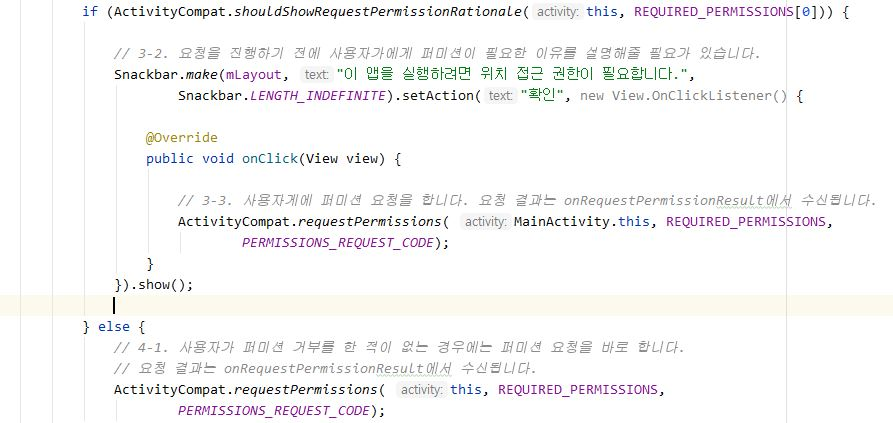 if (ActivityCompat.shouldShowRequestPermissionRationale( activity: this, REQUIRED_PERMISSIONS[0])) {
// 3-2. 요청을 진행하기 전에 사용자가에게 퍼미션이 필요한 이유를 설명해줄 필요가 있습니다.
Snackbar.make(mLayout, text: "이 앱을 실행하려면 위치 접근 권한이 필요합니다.",
Snackbar.LENGTH_INDEFINITE).setAction( text: "확인", new View.OnClickListener() {
@Override
public void onClick(View view) {
// 3-3. 사용자게에 퍼미션 요청을 합니다. 요청 결과는 onRequestPermissionResult에서 수신됩니다.
ActivityCompat.requestPermissions( activity: MainActivity.this, REQUIRED_PERMISSIONS,
PERMISSIONS_REQUEST_CODE);
}
}).show();
} else {
// 4-1. 사용자가 퍼미션 거부를 한 적이 없는 경우에는 퍼미션 요청을 바로 합니다.
// 요청 결과는 onRequestPermissionResult에서 수신됩니다.
ActivityCompat.requestPermissions( activity: this, REQUIRED_PERMISSIONS,
PERMISSIONS_REQUEST_CODE);